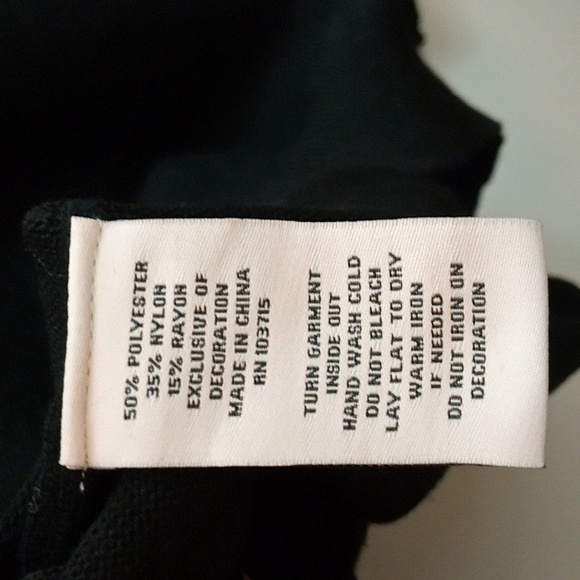 50% POLYESTER
35% NYLON
15% RAYON
EXCLUSIVE OF
DECORATION
MADE IN CHINA
RN 103715
TURN GARMENT
INSIDE OUT
HAND WASH COLD
DO NOT BLEACH
LAY FLAT TO DRY
WARM IRON
IF NEEDED
DO NOT IRON ON
DECORATION